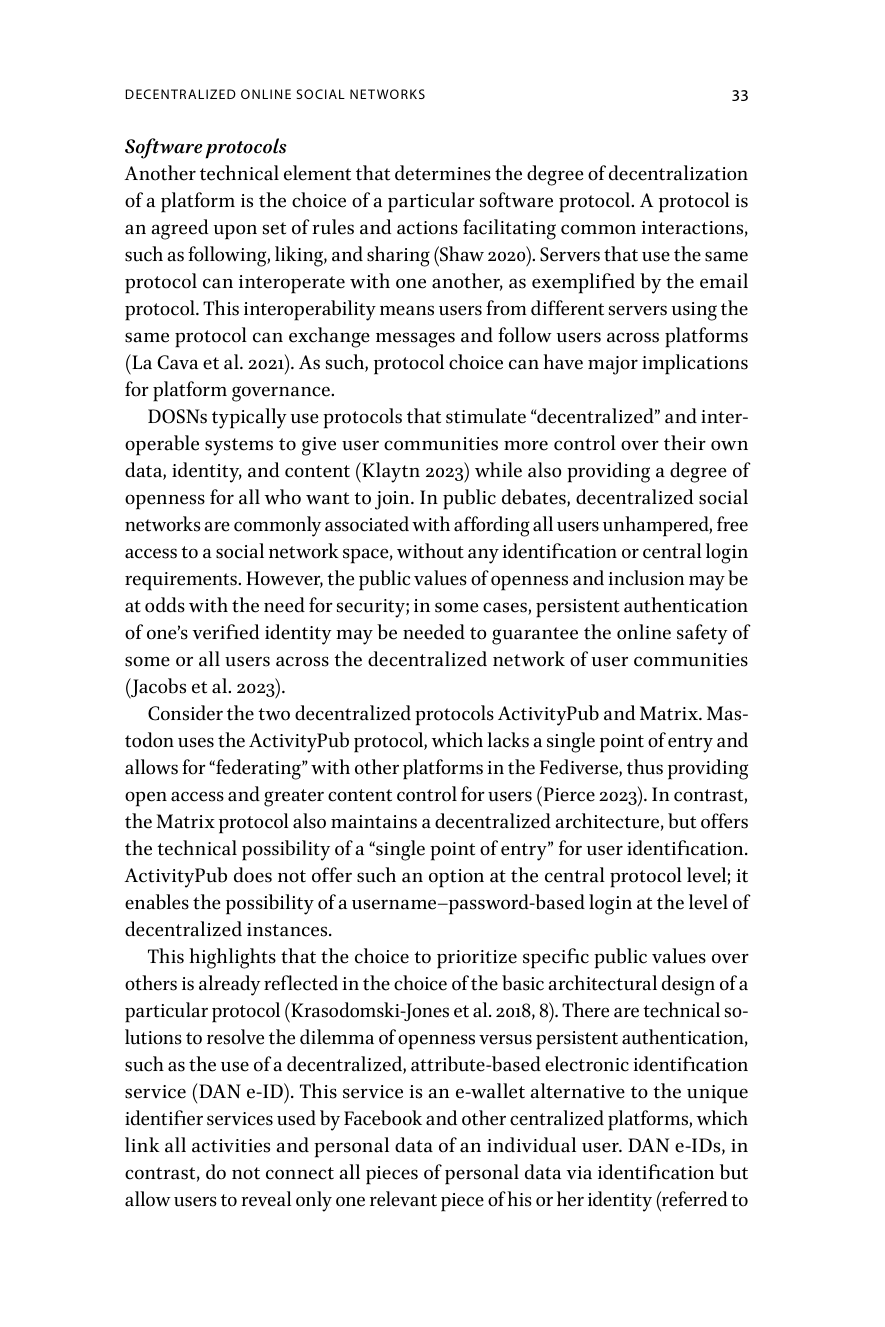 DECENTRALIZED ONLINE SOCIAL NETWORKS 33
Software protocols
Another technical element that determines the degree of decentralization
of a platform is the choice of a particular software protocol. A protocol is
an agreed upon set of rules and actions facilitating common interactions,
such as following, liking, and sharing (Shaw 2020). Servers that use the same
protocol can interoperate with one another, as exemplified by the email
protocol. This interoperability means users from different servers using the
same protocol can exchange messages and follow users across platforms
(La Cava et al. 2021). As such, protocol choice can have major implications
for platform governance.
DOSNs typically use protocols that stimulate “decentralized” and inter-
operable systems to give user communities more control over their own
data, identity, and content (Klaytn 2023) while also providing a degree of
openness for all who want to join. In public debates, decentralized social
networks are commonly associated with affording all users unhampered, free
access to a social network space, without any identification or central login
requirements. However, the public values of openness and inclusion may be
at odds with the need for security; in some cases, persistent authentication
of one’s verified identity may be needed to guarantee the online safety of
some or all users across the decentralized network of user communities
(Jacobs et al. 2023).
Consider the two decentralized protocols ActivityPub and Matrix. Mas-
todon uses the ActivityPub protocol, which lacks a single point of entry and
allows for “federating” with other platforms in the Fediverse, thus providing
open access and greater content control for users (Pierce 2023). In contrast,
the Matrix protocol also maintains a decentralized architecture, but offers
the technical possibility of a “single point of entry” for user identification.
ActivityPub does not offer such an option at the central protocol level; it
enables the possibility of a username–password-based login at the level of
decentralized instances.
This highlights that the choice to prioritize specific public values over
others is already reflected in the choice of the basic architectural design of a
particular protocol (Krasodomski-Jones et al. 2018, 8). There are technical so-
lutions to resolve the dilemma of openness versus persistent authentication,
such as the use of a decentralized, attribute-based electronic identification
service (DAN e-ID). This service is an e-wallet alternative to the unique
identifier services used by Facebook and other centralized platforms, which
link all activities and personal data of an individual user. DAN e-IDs, in
contrast, do not connect all pieces of personal data via identification but
allow users to reveal only one relevant piece of his or her identity (referred to